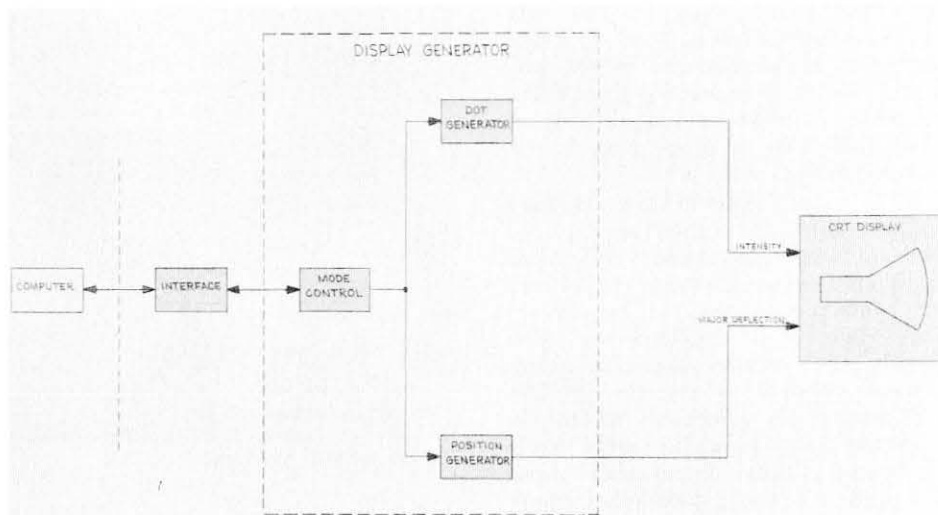 DISPLAY GENERATOR
DOT
GENERATOR
CRT DISPLAY
INTENSITY
COMPUTER
INTERFACE
MODE
CONTROL
MAJOR DEFLECTION
POSITION
GENERATOR